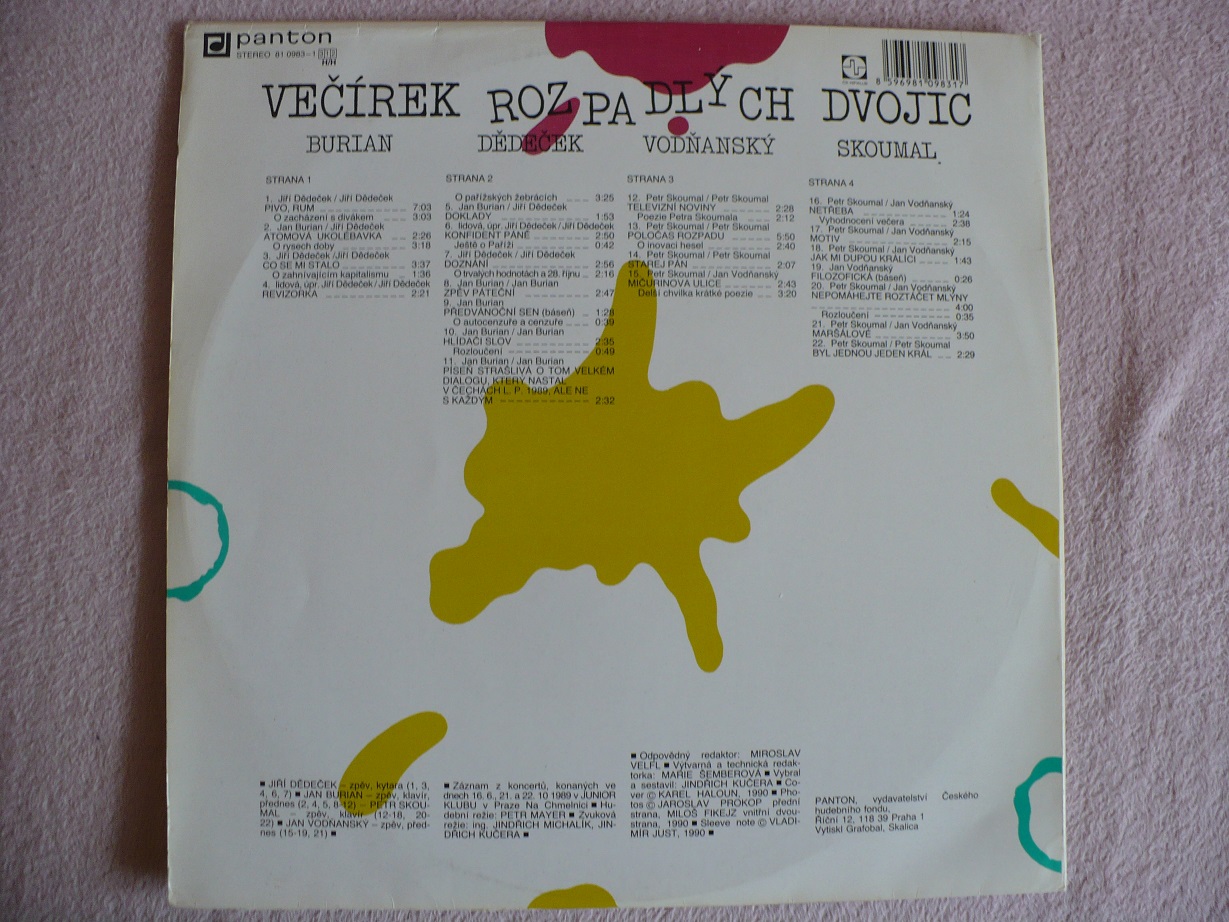 panton
STEREO 81 0983-1
H/H
8 596981 098317
VEČÍREK ROZPADLÝCH DVOJIC
BURIAN DĚDEČEK VODŇANSKÝ SKOUMAL
STRANA 1
1. Jiří Dědeček / Jiří Dědeček
PIVO, RUM 7:03
O zacházení s divákem 3:03
2. Jan Burian / Jiří Dědeček
ATOMOVÁ UKOLÉBAVKA 2:26
O rysech doby 3:18
3. Jiří Dědeček / Jiří Dědeček
CO SE MI STALO 3:37
O zahnívajícím kapitalismu 1:36
4. lidová, úpr. Jiří Dědeček / Jiří Dědeček
REVIZORKA 2:21
STRANA 2
O pařížských žebrácích 3:25
5. Jan Burian / Jiří Dědeček
DOKLADY 1:53
6. lidová, úpr. Jiří Dědeček / Jiří Dědeček
KONFIDENT PÁNĚ 2:50
Ještě o Paříži 0:42
7. Jiří Dědeček / Jiří Dědeček
DOZNÁNÍ 2:56
O trvalých hodnotách a 28. říjnu 2:16
8. Jan Burian / Jan Burian
ZPĚV PÁTEČNÍ 2:47
9. Jan Burian
PŘEDVÁNOČNÍ SEN (báseň) 1:28
O autocenzuře a cenzuře 0:39
10. Jan Burian / Jan Burian
HLÍDAČI SLOV 2:35
Rozloučení 0:49
11. Jan Burian / Jan Burian
PÍSEŇ STRAŠLIVÁ O TOM VELKÉM
DIALOGU, KTERÝ NASTAL
V ČECHÁCH L. P. 1989, ALE NE
S KAŽDÝM 2:32
STRANA 3
12. Petr Skoumal / Petr Skoumal
TELEVIZNÍ NOVINY 2:28
Poezie Petra Skoumala 2:12
13. Petr Skoumal / Petr Skoumal
POLOČAS ROZPADU 5:50
O inovaci hesel 2:40
14. Petr Skoumal / Petr Skoumal
STAREJ PÁN 2:07
15. Petr Skoumal / Jan Vodňanský
MIČURINOVA ULICE 2:43
Delší chvilka krátké poezie 3:20
STRANA 4
16. Petr Skoumal / Jan Vodňanský
NETŘEBA 1:24
Vyhodnocení večera 2:38
17. Petr Skoumal / Jan Vodňanský
MOTIV 2:15
18. Petr Skoumal / Jan Vodňanský
JAK MI DUPOU KRÁLÍCI 1:43
19. Jan Vodňanský
FILOZOFICKÁ (báseň) 0:26
20. Petr Skoumal / Jan Vodňanský
NEPOMÁHEJTE ROZTÁČET MLÝNY
4:00
Rozloučení 0:35
21. Petr Skoumal / Jan Vodňanský
MARŠÁLOVÉ 3:50
22. Petr Skoumal / Petr Skoumal
BYL JEDNOU JEDEN KRÁL 2:29
■ JIŘÍ DĚDEČEK – zpěv, kytara (1, 3,
4, 6, 7) ■ JAN BURIAN – zpěv, klavír,
přednes (2, 4, 5, 8-12) – PETR SKOU-
MAL – zpěv, klavír (12-18, 20-
22) ■ JAN VODŇANSKÝ – zpěv, před-
nes (15-19, 21) ■
■ Záznam z koncertů, konaných ve
dnech 16. 6., 21. a 22. 10 1989 v JUNIOR
KLUBU v Praze Na Chmelnici ■ Hu-
dební režie: PETR MAYER ■ Zvuková
režie: ing. JINDŘICH MICHALÍK, JIN-
DŘICH KUČERA ■
■ Odpovědný redaktor: MIROSLAV
VELFL ■ Výtvarná a technická redak-
torka: MARIE ŠEMBEROVÁ ■ Vybral
a sestavil: JINDŘICH KUČERA ■ Co-
ver © KAREL HALOUN, 1990 ■ Pho-
tos © JAROSLAV PROKOP přední
strana, MILOŠ FIKEJZ vnitřní dvou-
strana, 1990 ■ Sleeve note © VLADI-
MÍR JUST, 1990 ■
PANTON, vydavatelství Českého
hudebního fondu,
Říční 12, 118 39 Praha 1
Vytiskl Grafobal, Skalica